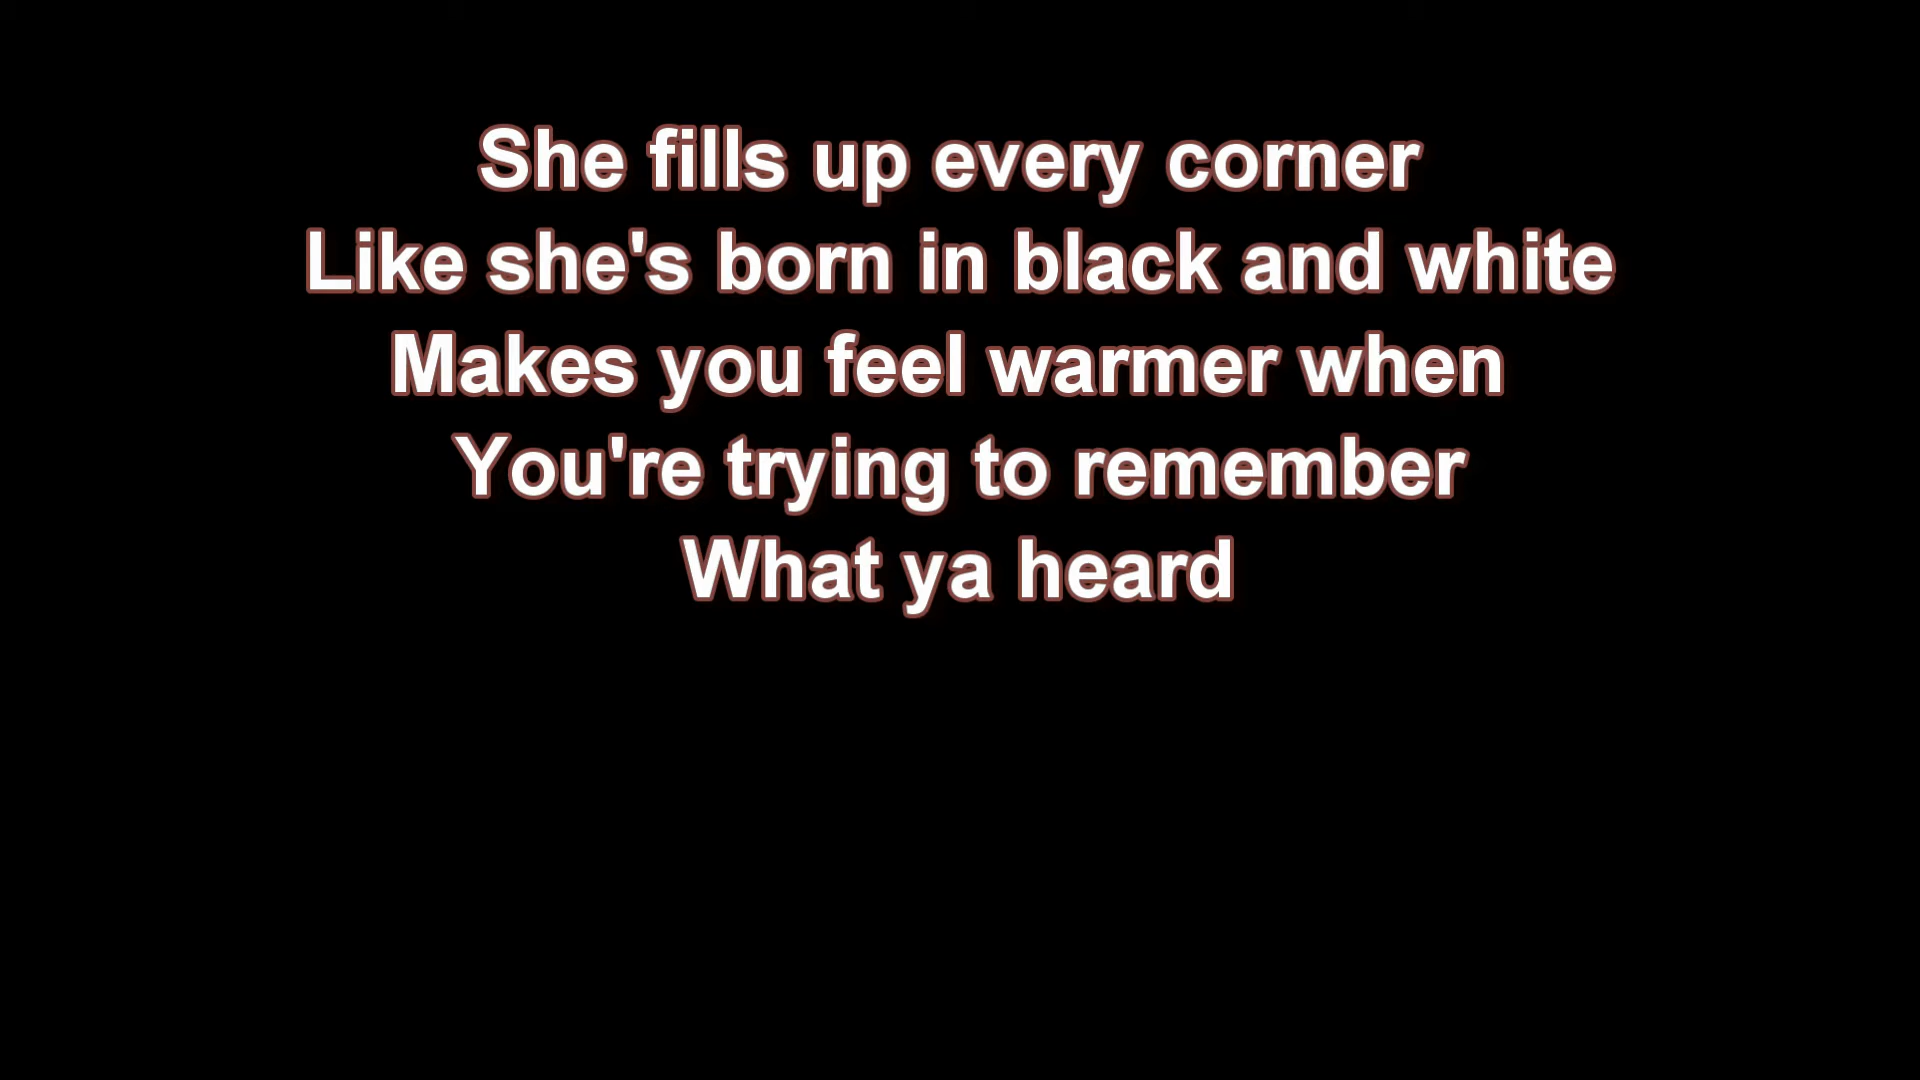 She fills up every corner
Like she's born in black and white
Makes you feel warmer when
You're trying to remember
What ya heard